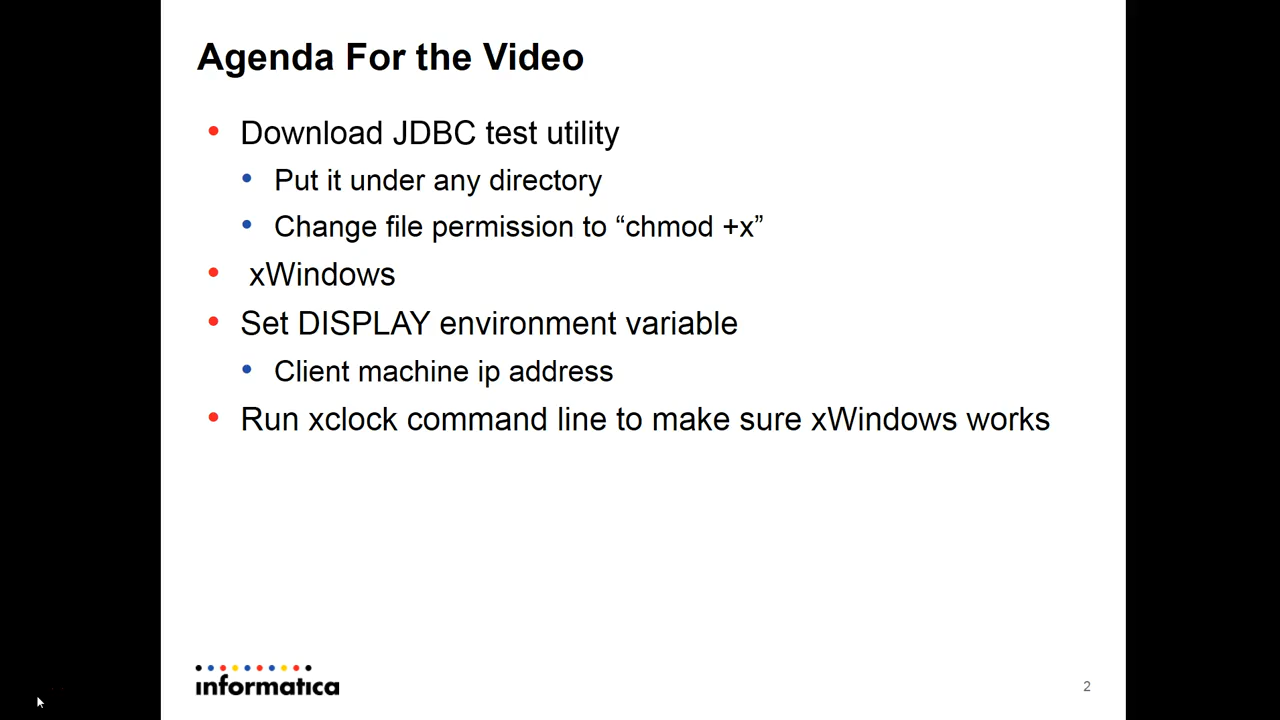 Agenda For the Video
Download JDBC test utility
Put it under any directory
Change file permission to “chmod +x”
xWindows
Set DISPLAY environment variable
Client machine ip address
Run xclock command line to make sure xWindows works
informatica
2